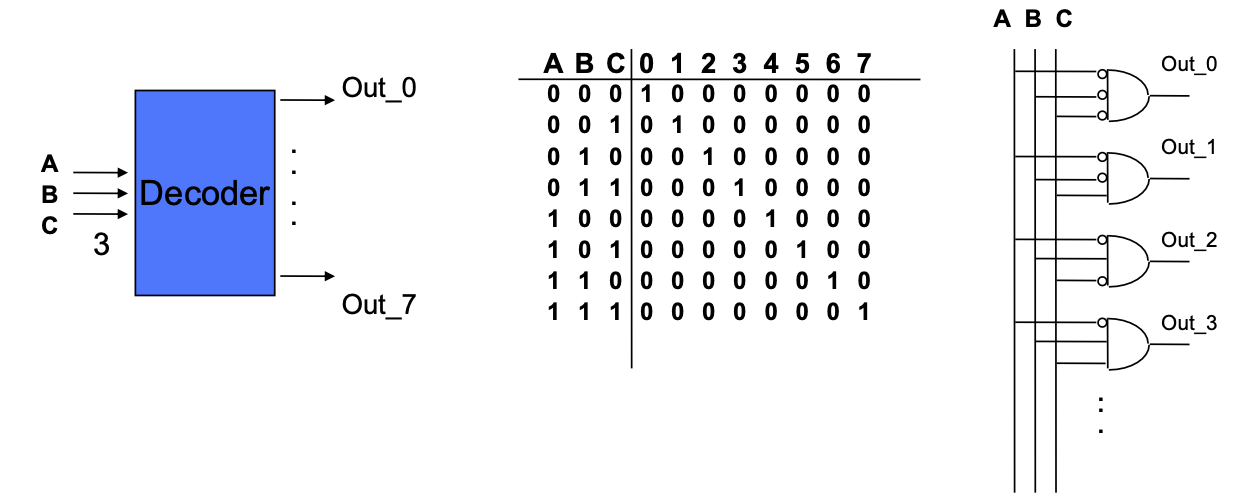 Out_0
A
B
C
3
Decoder
Out_7
A B C 0 1 2 3 4 5 6 7
0 0 0 1 0 0 0 0 0 0 0
0 0 1 0 1 0 0 0 0 0 0
0 1 0 0 0 1 0 0 0 0 0
0 1 1 0 0 0 1 0 0 0 0
1 0 0 0 0 0 0 1 0 0 0
1 0 1 0 0 0 0 0 1 0 0
1 1 0 0 0 0 0 0 0 1 0
1 1 1 0 0 0 0 0 0 0 1
A B C
Out_0
Out_1
Out_2
Out_3